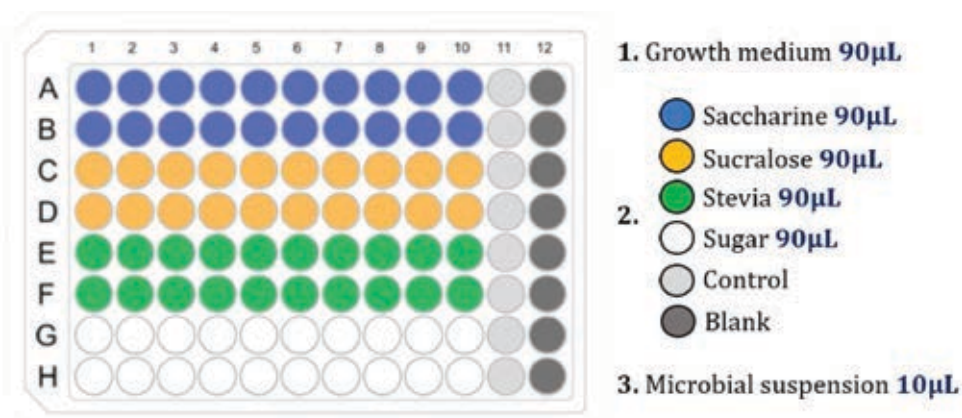 1 2 3 4 5 6 7 8 9 10 11 12
A
B
C
D
E
F
G
H
1. Growth medium 90µL
Saccharine 90µL
Sucralose 90µL
Stevia 90µL
2.
Sugar 90µL
Control
Blank
3. Microbial suspension 10µL